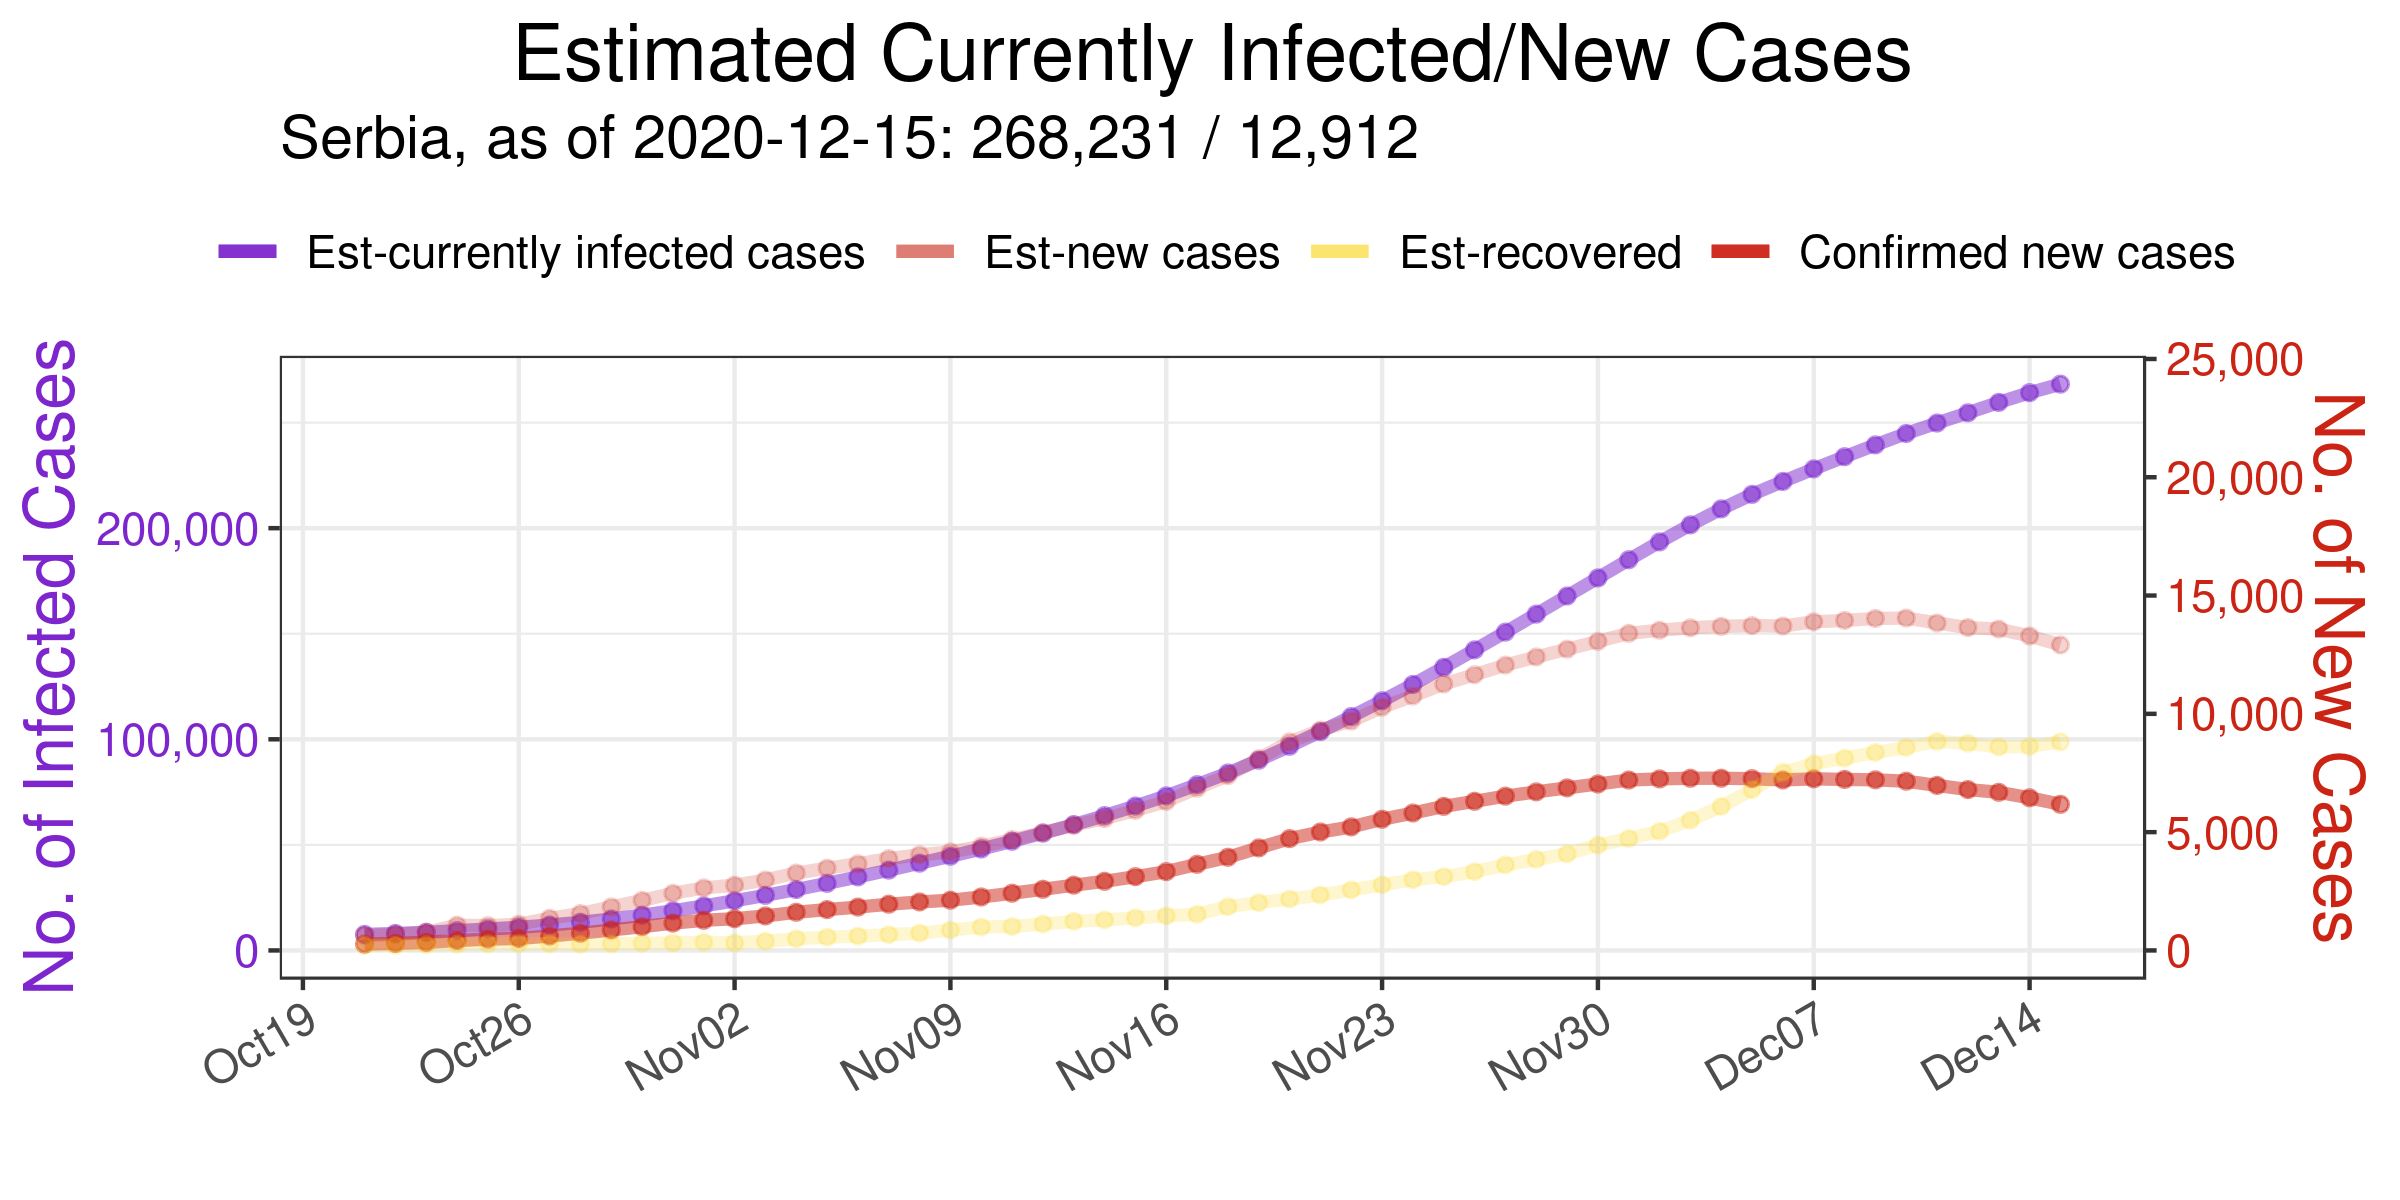 Estimated Currently Infected/New Cases
Serbia, as of 2020-12-15: 268,231 / 12,912
Est-currently infected cases Est-new cases Est-recovered Confirmed new cases
No. of Infected Cases
200,000
100,000
0
25,000
20,000
15,000
10,000
5,000
0
No. of New Cases
Oct19 Oct26 Nov02 Nov09 Nov16 Nov23 Nov30 Dec07 Dec14